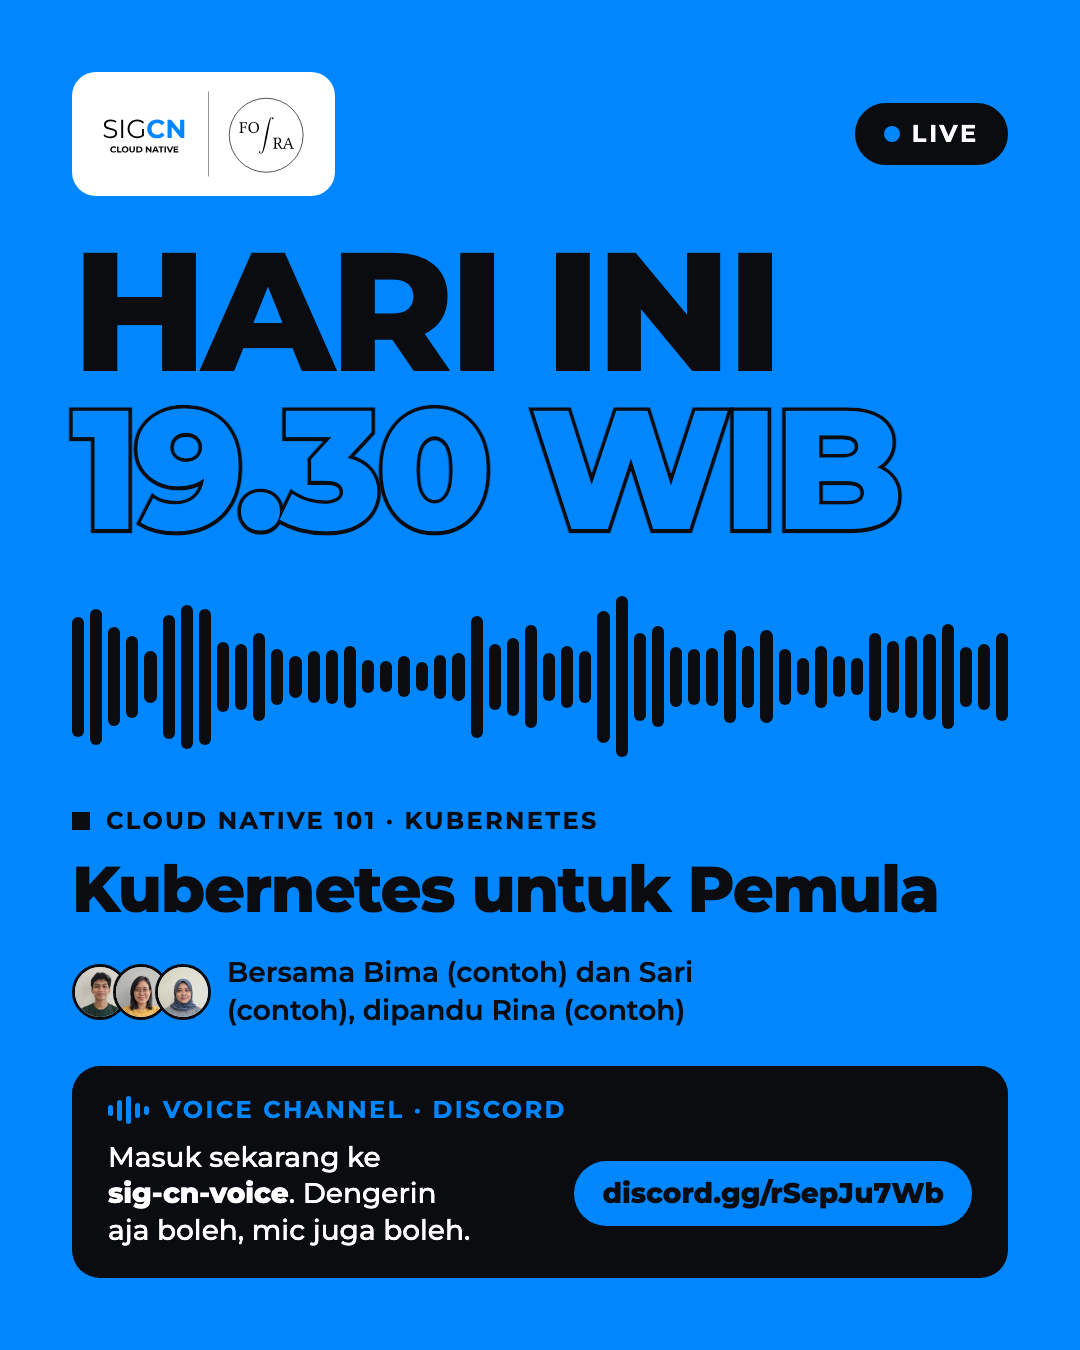 SIGCN
CLOUD NATIVE
FO
RA
LIVE
HARI INI
19.30 WIB
CLOUD NATIVE 101 · KUBERNETES
Kubernetes untuk Pemula
Bersama Bima (contoh) dan Sari
(contoh), dipandu Rina (contoh)
VOICE CHANNEL · DISCORD
Masuk sekarang ke
sig-cn-voice. Dengerin
aja boleh, mic juga boleh.
discord.gg/rSepJu7Wb